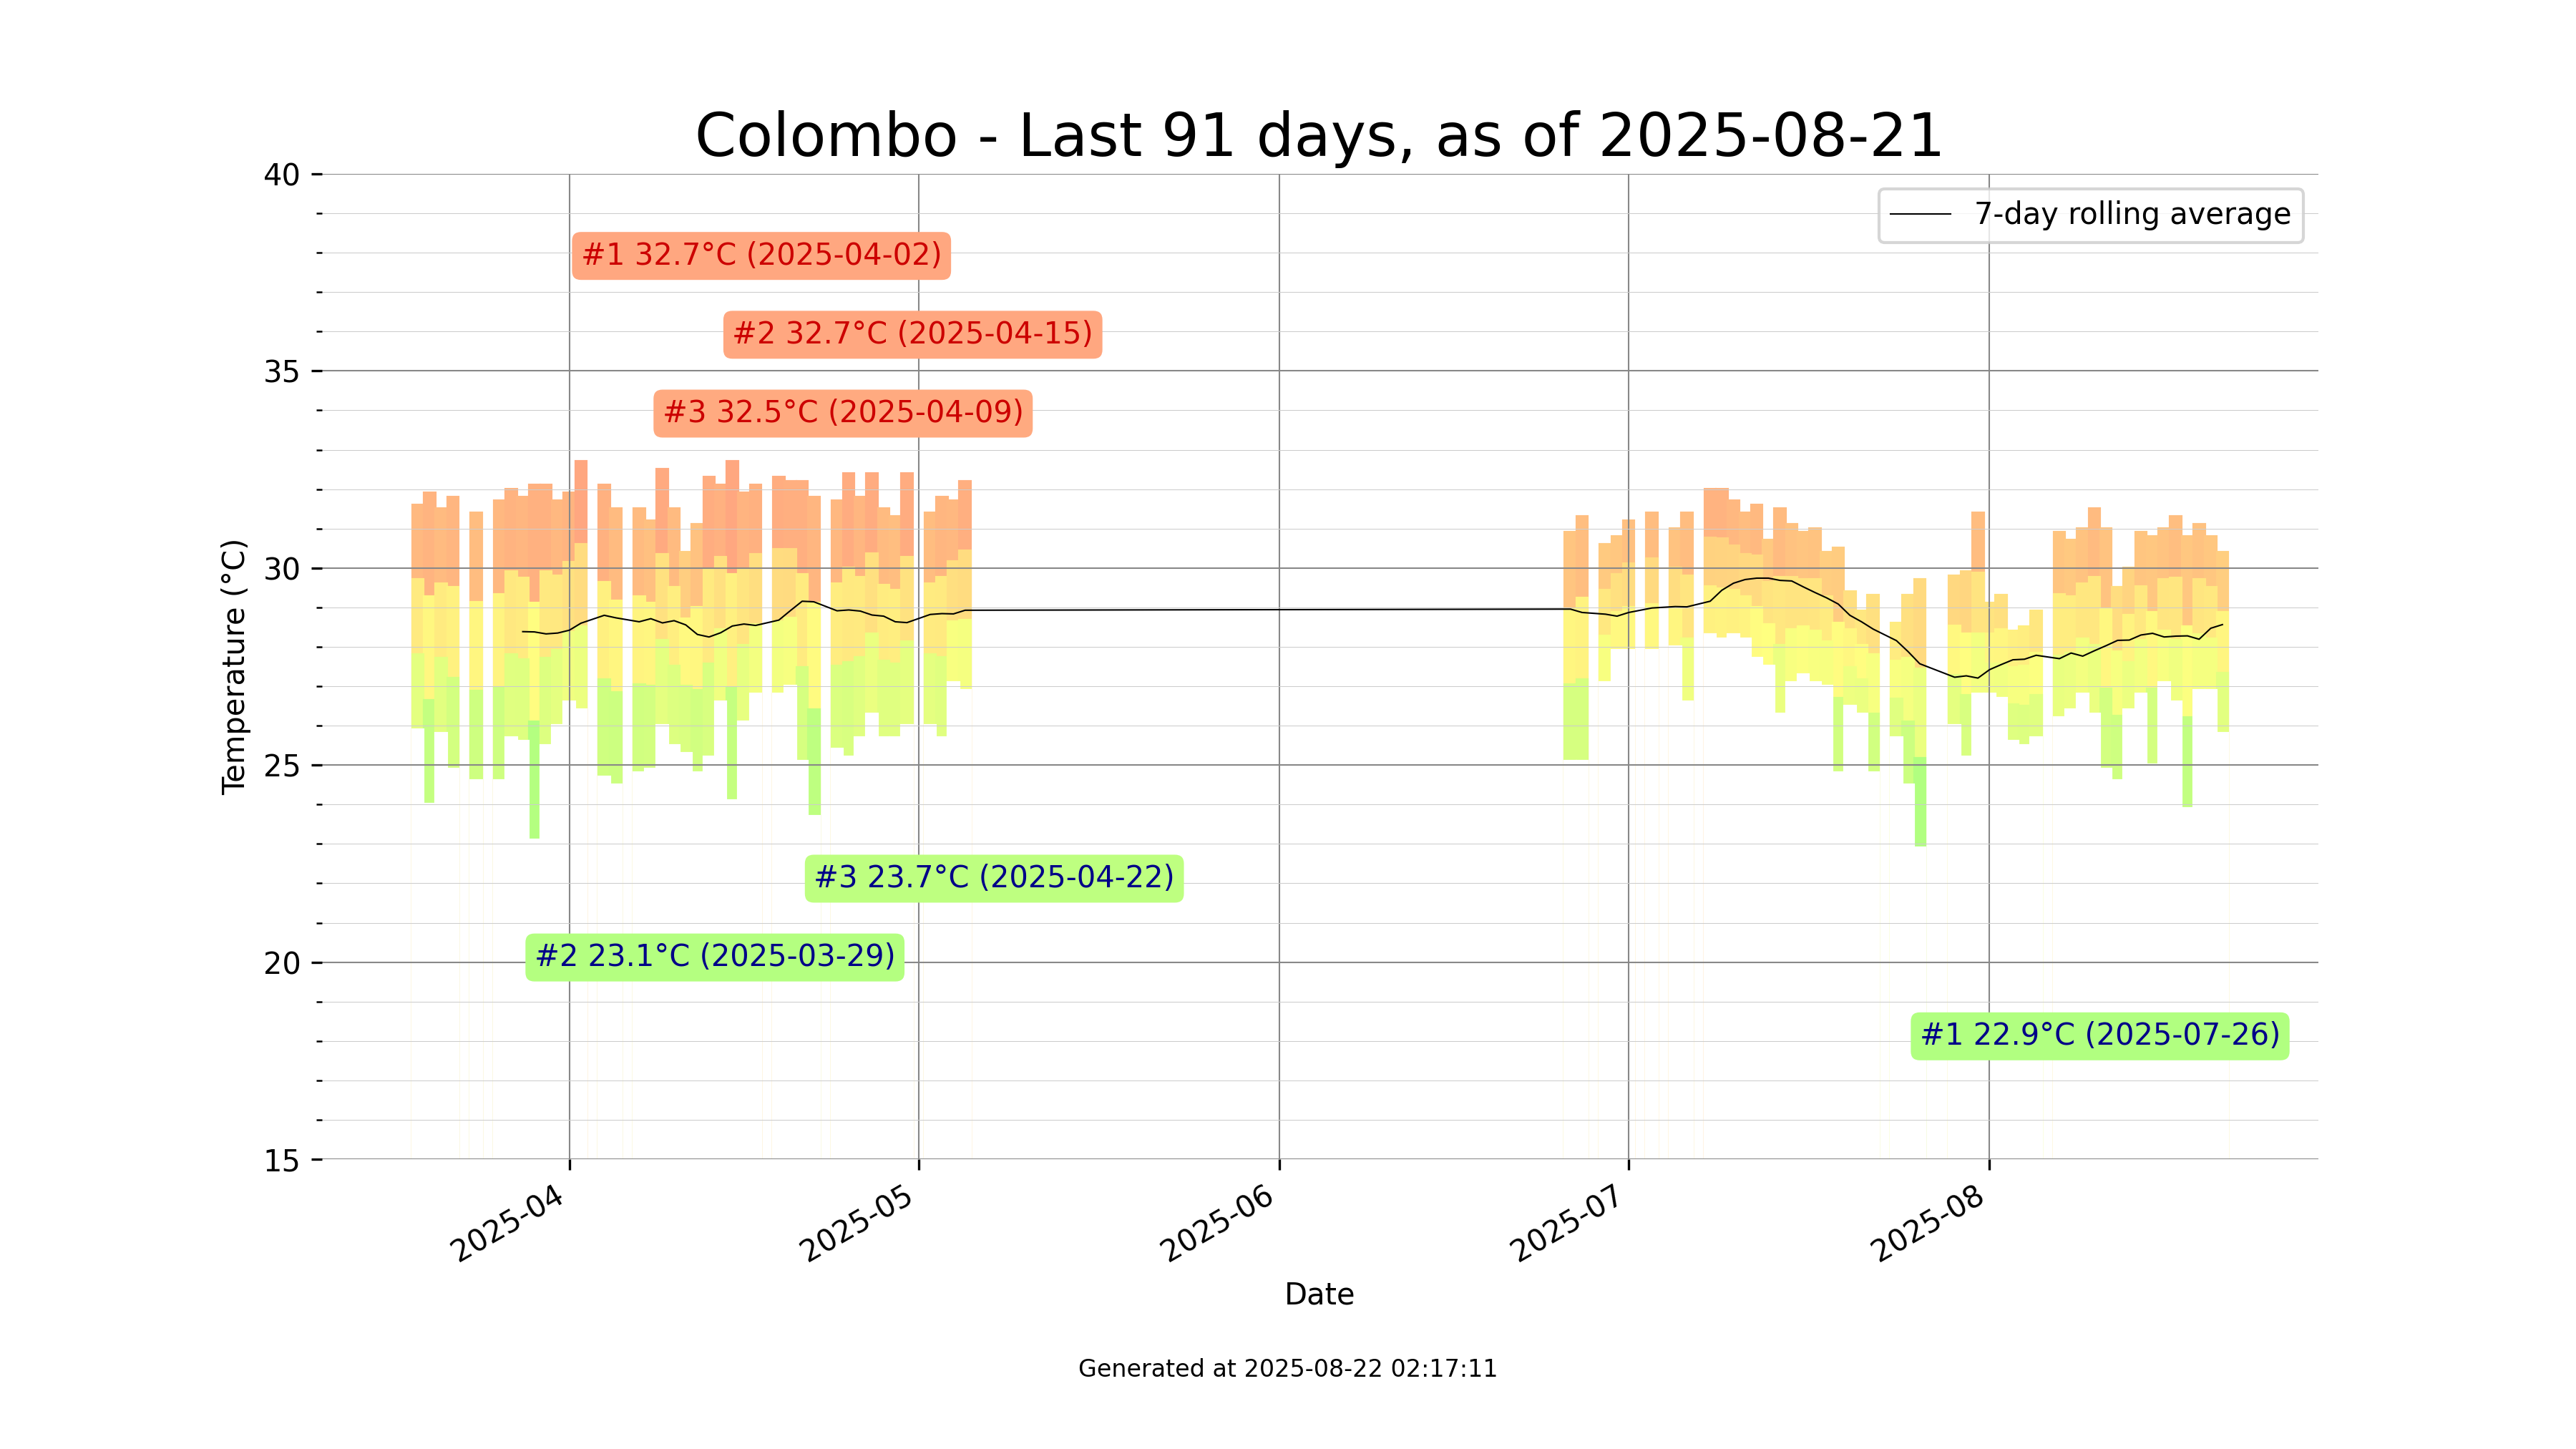 Colombo - Last 91 days, as of 2025-08-21
7-day rolling average
40
35
30
25
20
15
Temperature (°C)
#1 32.7°C (2025-04-02)
#2 32.7°C (2025-04-15)
#3 32.5°C (2025-04-09)
#3 23.7°C (2025-04-22)
#2 23.1°C (2025-03-29)
#1 22.9°C (2025-07-26)
2025-04
2025-05
2025-06
2025-07
2025-08
Date
Generated at 2025-08-22 02:17:11